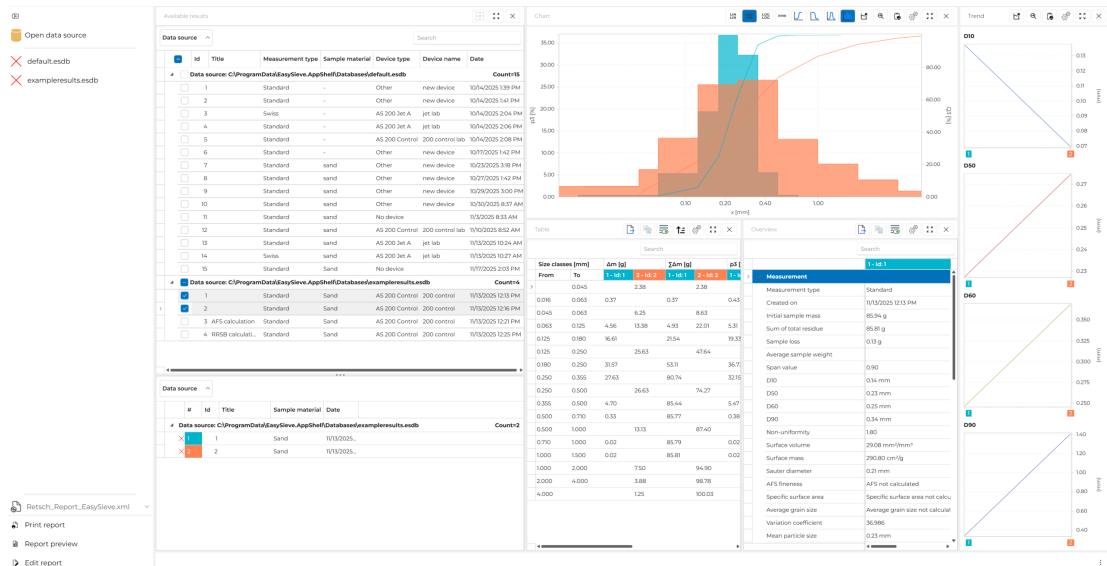 Open data source
default.esdb
exampleresults.esdb
Retsch_Report_EasySieve.xml
Print report
Report preview
Edit report
Available results
Data source
Search
Id Title Measurement type Sample material Device type Device name Date
Data source: C:\ProgramData\EasySieve.AppShell\Databases\default.esdb Count=15
1 Standard - Other new device 10/14/2025 1:39 PM
2 Standard - Other new device 10/14/2025 1:41 PM
3 Swiss - AS 200 Jet A jet lab 10/14/2025 2:04 PM
4 Standard - AS 200 Jet A jet lab 10/14/2025 2:06 PM
5 Standard - AS 200 Control 200 control lab 10/14/2025 2:08 PM
6 Standard - Other new device 10/17/2025 1:42 PM
7 Standard sand Other new device 10/23/2025 3:18 PM
8 Standard sand Other new device 10/27/2025 1:42 PM
9 Standard sand Other new device 10/29/2025 3:00 PM
10 Standard sand Other new device 10/30/2025 8:37 AM
11 Standard Sand No device 11/3/2025 8:33 AM
12 Standard Sand AS 200 Control 200 control lab 11/10/2025 8:52 AM
13 Standard Sand AS 200 Jet A jet lab 11/13/2025 10:24 AM
14 Swiss sand AS 200 Jet A jet lab 11/13/2025 10:27 AM
15 Standard Sand No device 11/17/2025 2:03 PM
Data source: C:\ProgramData\EasySieve.AppShell\Databases\exampleresults.esdb Count=4
1 Standard Sand AS 200 Control 200 control 11/13/2025 12:13 PM
2 Standard Sand AS 200 Control 200 control 11/13/2025 12:16 PM
3 AFS calculation Standard Sand AS 200 Control 200 control 11/13/2025 12:21 PM
4 RRSB calculati... Standard Sand AS 200 Control 200 control 11/13/2025 12:25 PM
Data source
# Id Title Sample material Date
Data source: C:\ProgramData\EasySieve.AppShell\Databases\exampleresults.esdb Count=2
1 1 Sand 11/13/2025...
2 2 Sand 11/13/2025...
Chart
35.00
30.00
25.00
20.00
15.00
10.00
5.00
0.00
p3 [%]
80.00
60.00
40.00
20.00
0.00
Q3 [%]
0.10 0.20 0.40 1.00
x [mm]
Table
Search
Size classes [mm] Δm [g] ∑Δm [g] p3 [
From To 1 - Id: 1 2 - Id: 2 1 - Id: 1 2 - Id: 2 1 - I
0.045 2.38 2.38
0.016 0.063 0.37 0.37 0.43
0.045 0.063 6.25 8.63
0.063 0.125 4.56 13.38 4.93 22.01 5.31
0.125 0.180 16.61 21.54 19.33
0.125 0.250 25.63 47.64
0.180 0.250 31.57 53.11 36.7
0.250 0.355 27.63 80.74 32.15
0.250 0.500 26.63 74.27
0.355 0.500 4.70 85.44 5.47
0.500 0.710 0.33 85.77 0.38
0.500 1.000 13.13 87.40
0.710 1.000 0.02 85.79 0.02
1.000 1.500 0.02 85.81 0.02
1.000 2.000 7.50 94.90
2.000 4.000 3.88 98.78
4.000 1.25 100.03
Overview
Search
1 - Id: 1
Measurement
Measurement type Standard
Created on 11/13/2025 12:13 PM
Initial sample mass 85.94 g
Sum of total residue 85.81 g
Sample loss 0.13 g
Average sample weight
Span value 0.90
D10 0.14 mm
D50 0.23 mm
D60 0.25 mm
D90 0.34 mm
Non-uniformity 1.80
Surface volume 29.08 mm²/mm³
Surface mass 290.80 cm²/g
Sauter diameter 0.21 mm
AFS fineness AFS not calculated
Specific surface area Specific surface area not calcu
Average grain size Average grain size not calculat
Variation coefficient 36.986
Mean particle size 0.23 mm
Trend
D10
0.13
0.11
0.10
0.08
0.07
(mm)
1 2
D50
0.27
0.25
0.24
0.23
(mm)
1 2
D60
0.350
0.300
0.275
0.250
(mm)
1 2
D90
1.40
1.20
1.00
0.80
0.60
0.40
(mm)
1 2